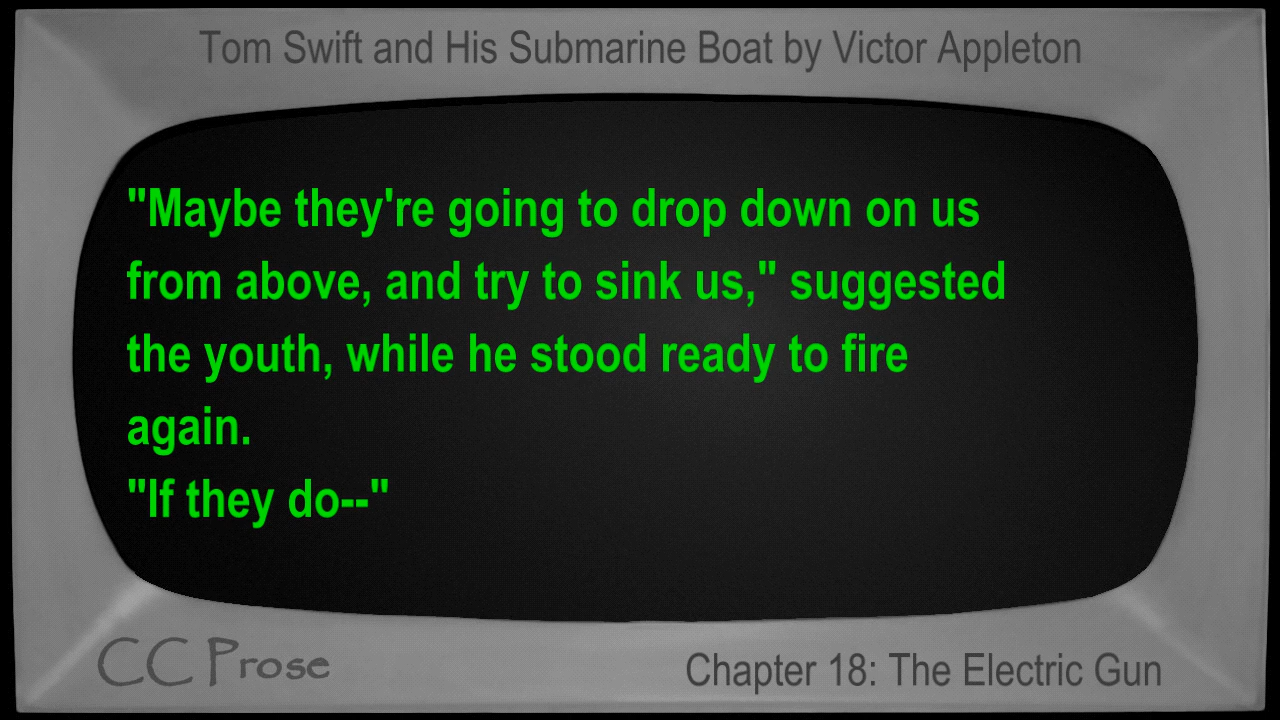 Tom Swift and His Submarine Boat by Victor Appleton
"Maybe they're going to drop down on us
from above, and try to sink us," suggested
the youth, while he stood ready to fire
again.
"If they do--"
CC Prose
Chapter 18: The Electric Gun